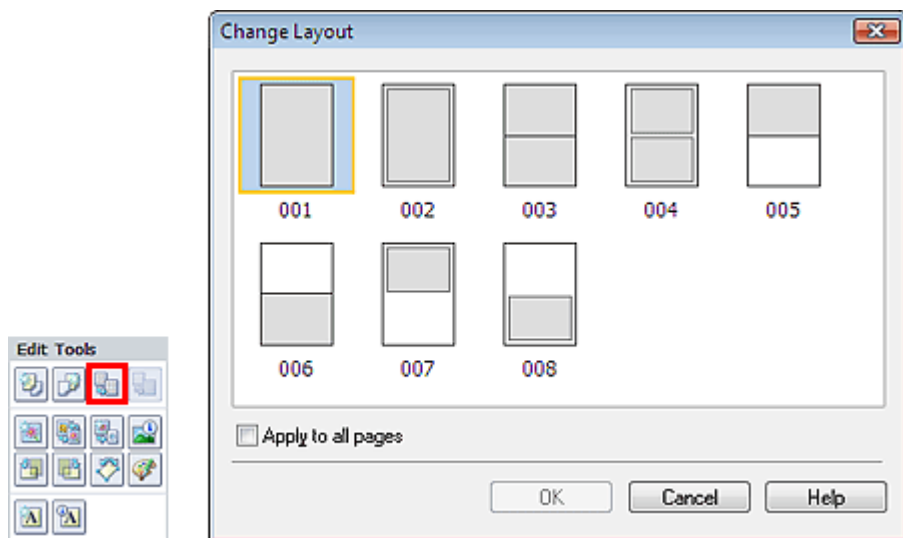 Change Layout
001 002 003 004 005
006 007 008
Apply to all pages
OK Cancel Help
Edit Tools
A A